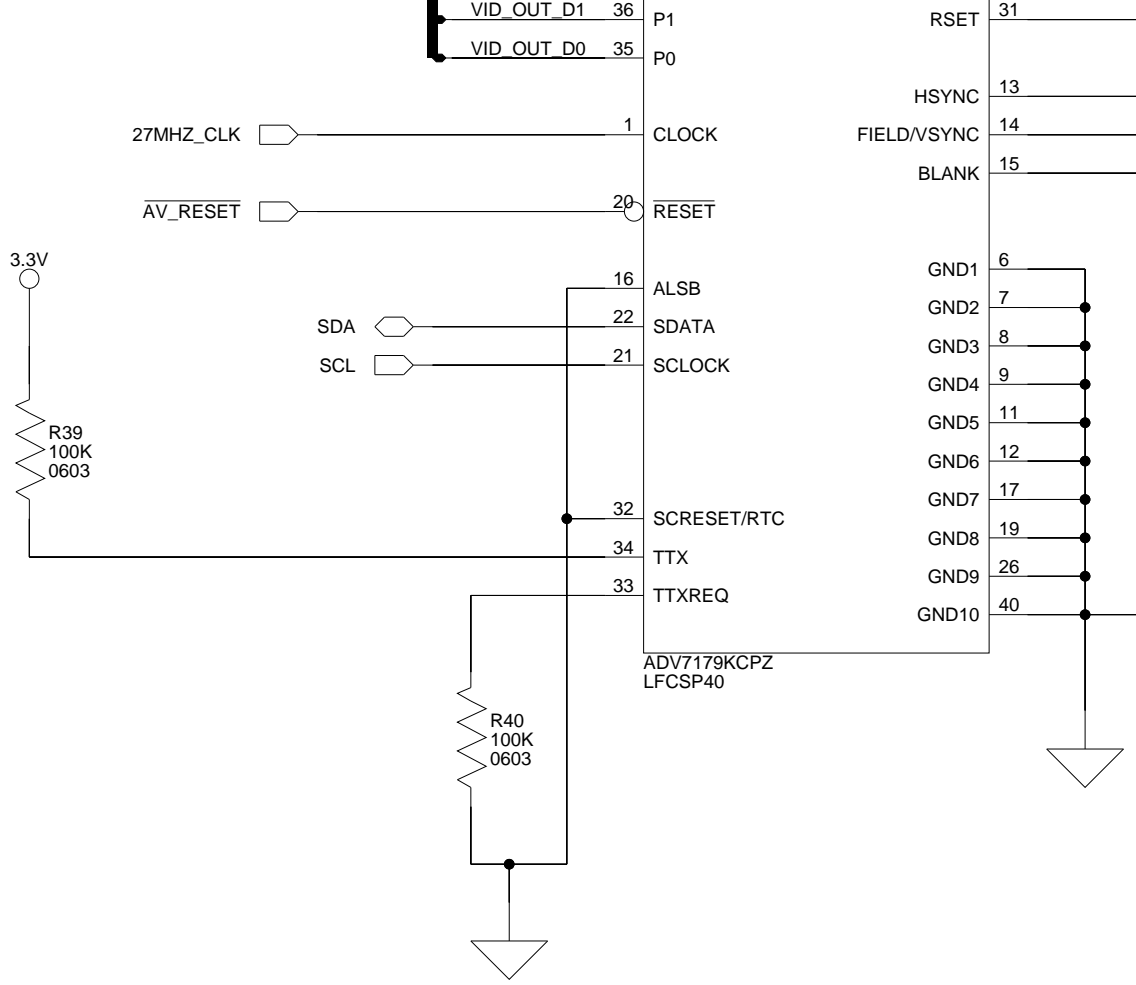 VID_OUT_D1 36 P1
RSET 31
VID_OUT_D0 35 P0
HSYNC 13
27MHZ_CLK 1 CLOCK
FIELD/VSYNC 14
BLANK 15
AV_RESET 20 RESET
3.3V
GND1 6
16 ALSB
GND2 7
SDA 22 SDATA
GND3 8
SCL 21 SCLOCK
GND4 9
GND5 11
R39
100K
0603
GND6 12
GND7 17
32 SCRESET/RTC
GND8 19
34 TTX
GND9 26
33 TTXREQ
GND10 40
ADV7179KCPZ
LFCSP40
R40
100K
0603